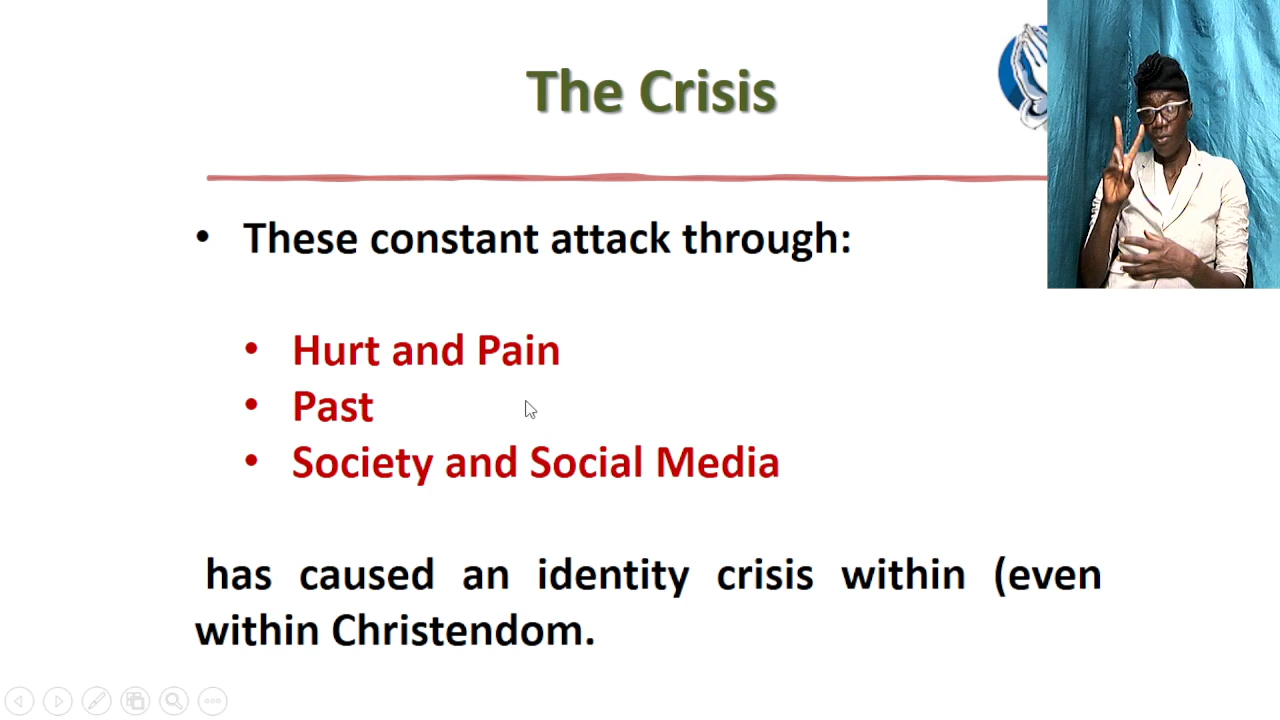 The Crisis
• These constant attack through:
• Hurt and Pain
• Past
• Society and Social Media
has caused an identity crisis within (even
within Christendom.